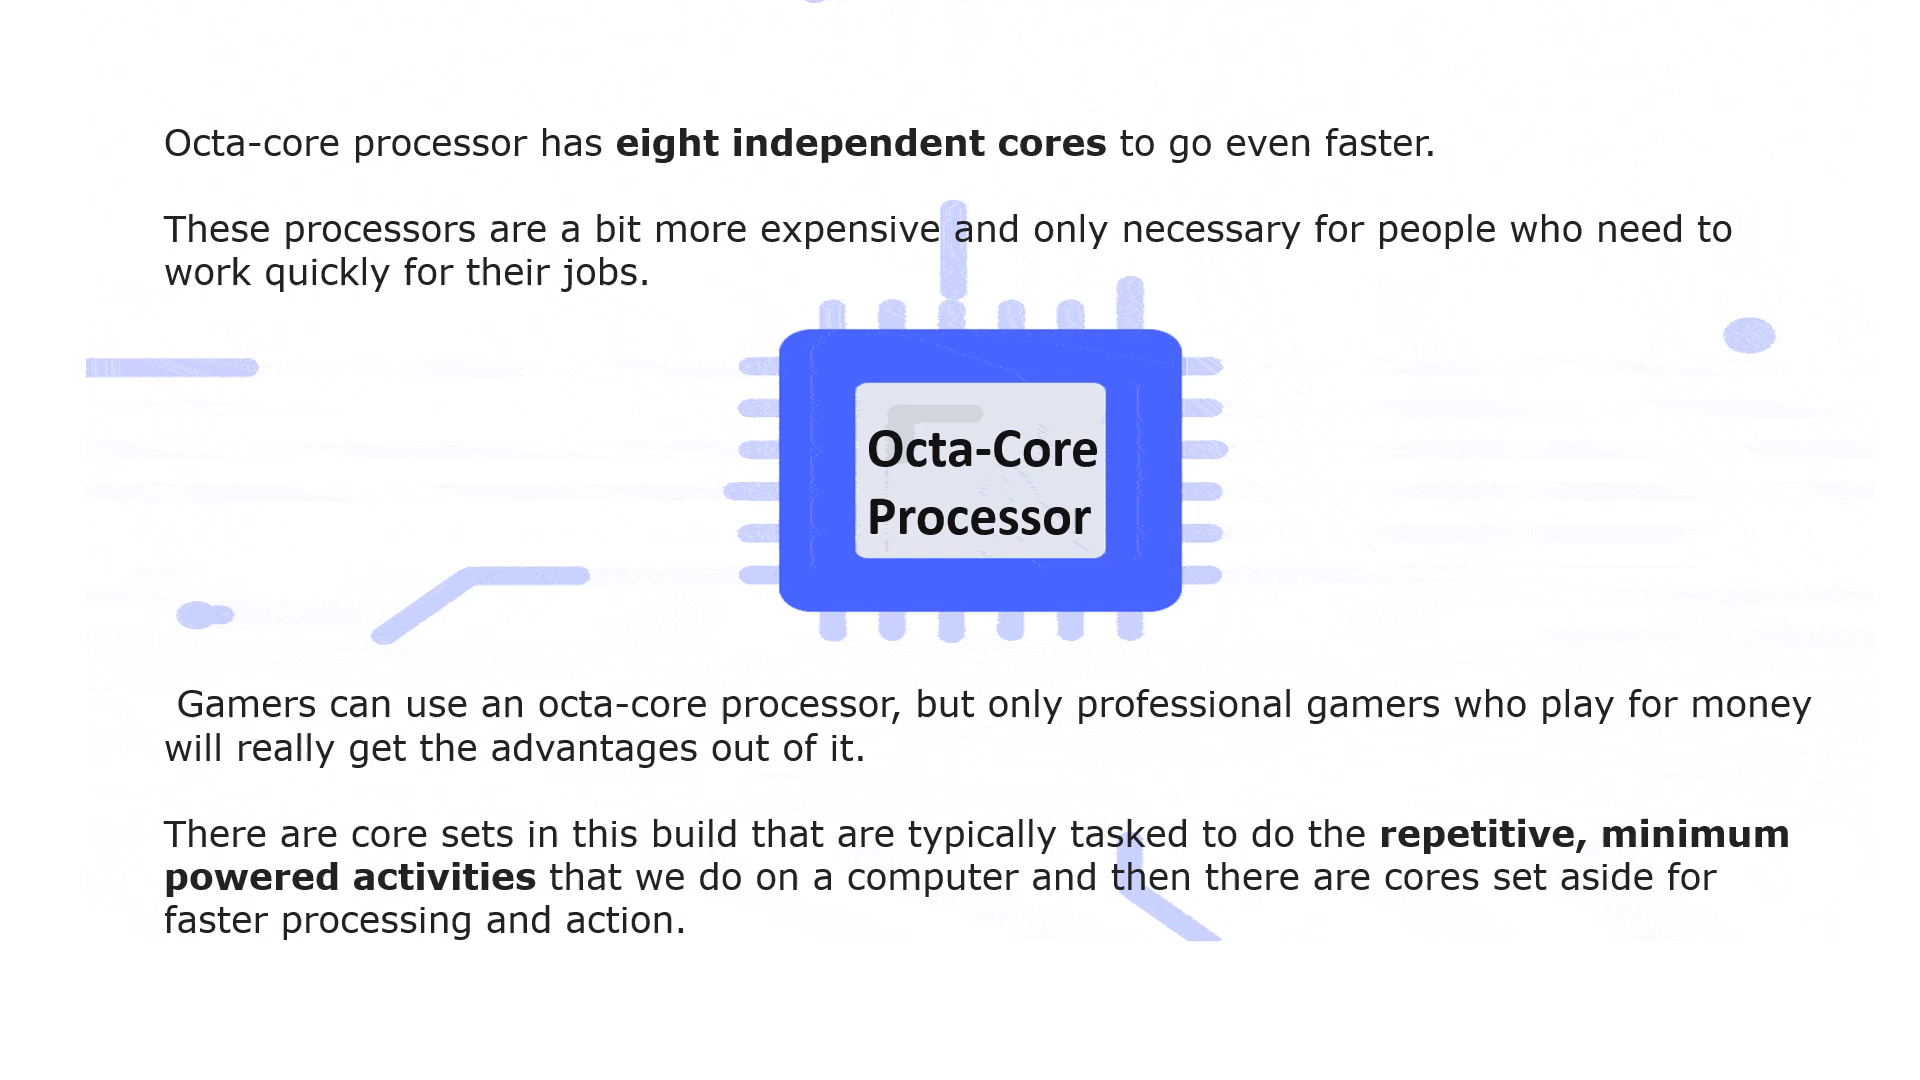 Octa-core processor has eight independent cores to go even faster.
These processors are a bit more expensive and only necessary for people who need to
work quickly for their jobs.
Octa-Core
Processor
Gamers can use an octa-core processor, but only professional gamers who play for money
will really get the advantages out of it.
There are core sets in this build that are typically tasked to do the repetitive, minimum
powered activities that we do on a computer and then there are cores set aside for
faster processing and action.